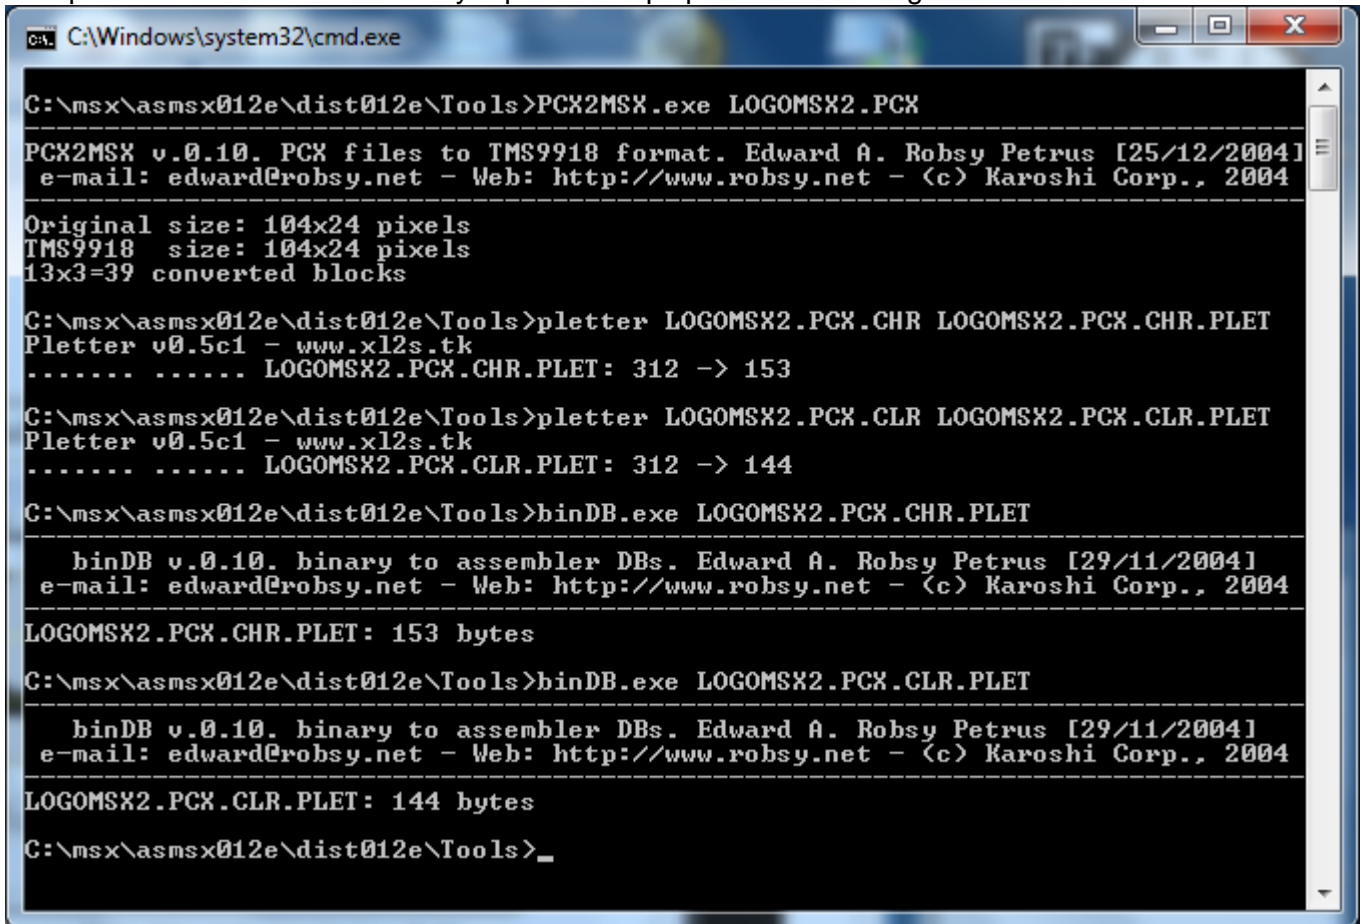 C:\Windows\system32\cmd.exe
C:\msx\asmsx012e\dist012e\Tools>PCX2MSX.exe LOGOMSX2.PCX
PCX2MSX v.0.10. PCX files to TMS9918 format. Edward A. Robsy Petrus [25/12/2004]
e-mail: edward@robsy.net - Web: http://www.robsy.net - (c) Karoshi Corp., 2004
Original size: 104x24 pixels
TMS9918  size: 104x24 pixels
13x3=39 converted blocks
C:\msx\asmsx012e\dist012e\Tools>pletter LOGOMSX2.PCX.CHR LOGOMSX2.PCX.CHR.PLET
Pletter v0.5c1 - www.xl2s.tk
....... ...... LOGOMSX2.PCX.CHR.PLET: 312 -> 153
C:\msx\asmsx012e\dist012e\Tools>pletter LOGOMSX2.PCX.CLR LOGOMSX2.PCX.CLR.PLET
Pletter v0.5c1 - www.xl2s.tk
....... ...... LOGOMSX2.PCX.CLR.PLET: 312 -> 144
C:\msx\asmsx012e\dist012e\Tools>binDB.exe LOGOMSX2.PCX.CHR.PLET
binDB v.0.10. binary to assembler DBs. Edward A. Robsy Petrus [29/11/2004]
e-mail: edward@robsy.net - Web: http://www.robsy.net - (c) Karoshi Corp., 2004
LOGOMSX2.PCX.CHR.PLET: 153 bytes
C:\msx\asmsx012e\dist012e\Tools>binDB.exe LOGOMSX2.PCX.CLR.PLET
binDB v.0.10. binary to assembler DBs. Edward A. Robsy Petrus [29/11/2004]
e-mail: edward@robsy.net - Web: http://www.robsy.net - (c) Karoshi Corp., 2004
LOGOMSX2.PCX.CLR.PLET: 144 bytes
C:\msx\asmsx012e\dist012e\Tools>_